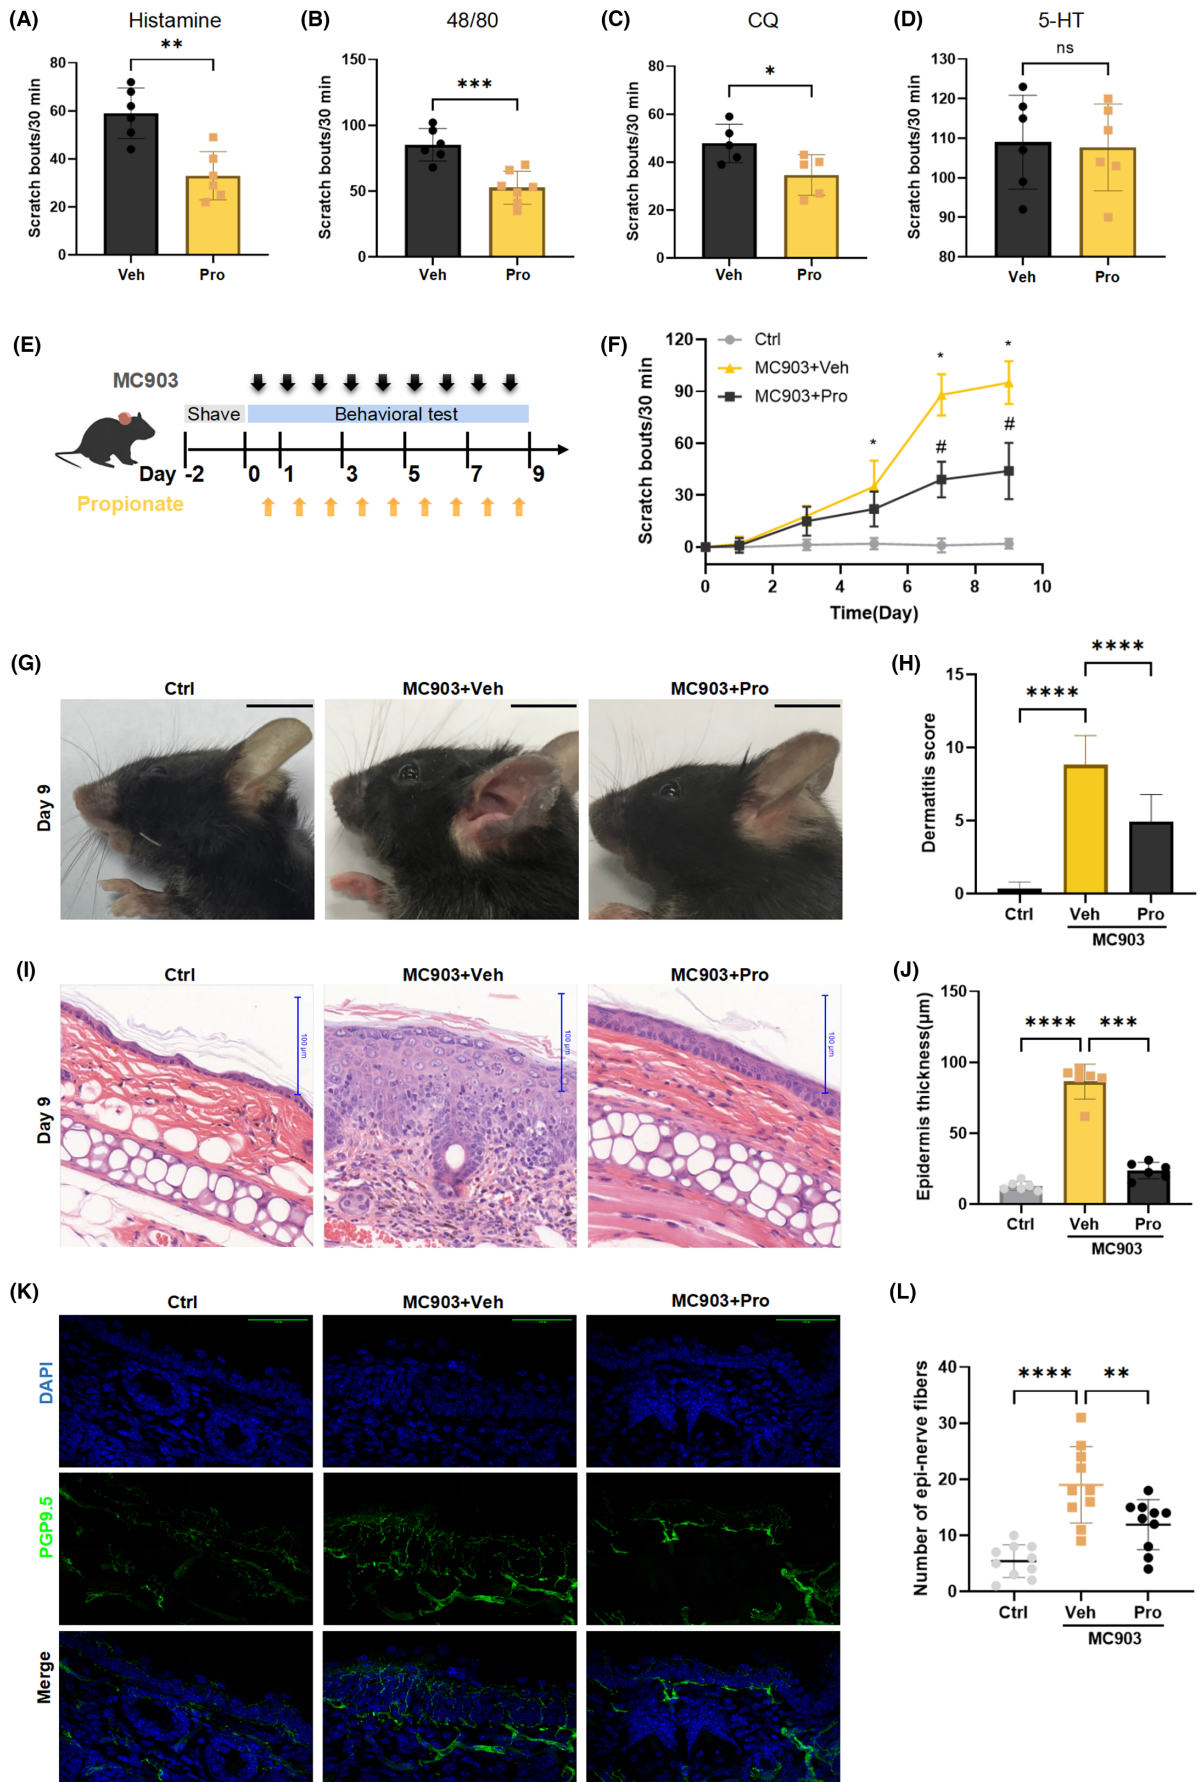 (A) Histamine
**
Scratch bouts/30 min
80
60
40
20
0
Veh Pro
(B) 48/80
***
Scratch bouts/30 min
150
100
50
0
Veh Pro
(C) CQ
*
Scratch bouts/30 min
80
60
40
20
0
Veh Pro
(D) 5-HT
ns
Scratch bouts/30 min
130
120
110
100
90
80
Veh Pro
(E)
MC903
Shave Behavioral test
Day -2 0 1 3 5 7 9
Propionate
(F)
Ctrl
MC903+Veh
MC903+Pro
Scratch bouts/30 min
120
90
60
30
0
* * *
# #
0 2 4 6 8 10
Time(Day)
(G)
Ctrl MC903+Veh MC903+Pro
Day 9
(H)
Dermatitis score
15
10
5
0
**** ****
Ctrl Veh Pro
MC903
(I)
Ctrl MC903+Veh MC903+Pro
Day 9
100 μm 100 μm 100 μm
(J)
Epidermis thickness(μm)
150
100
50
0
**** ***
Ctrl Veh Pro
MC903
(K)
Ctrl MC903+Veh MC903+Pro
DAPI
PGP9.5
Merge
(L)
Number of epi-nerve fibers
40
30
20
10
0
**** **
Ctrl Veh Pro
MC903